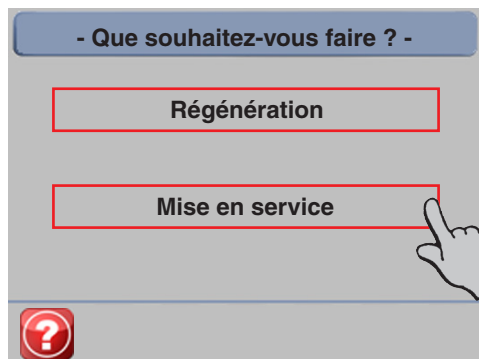 - Que souhaitez-vous faire ? -
Régénération
Mise en service
?